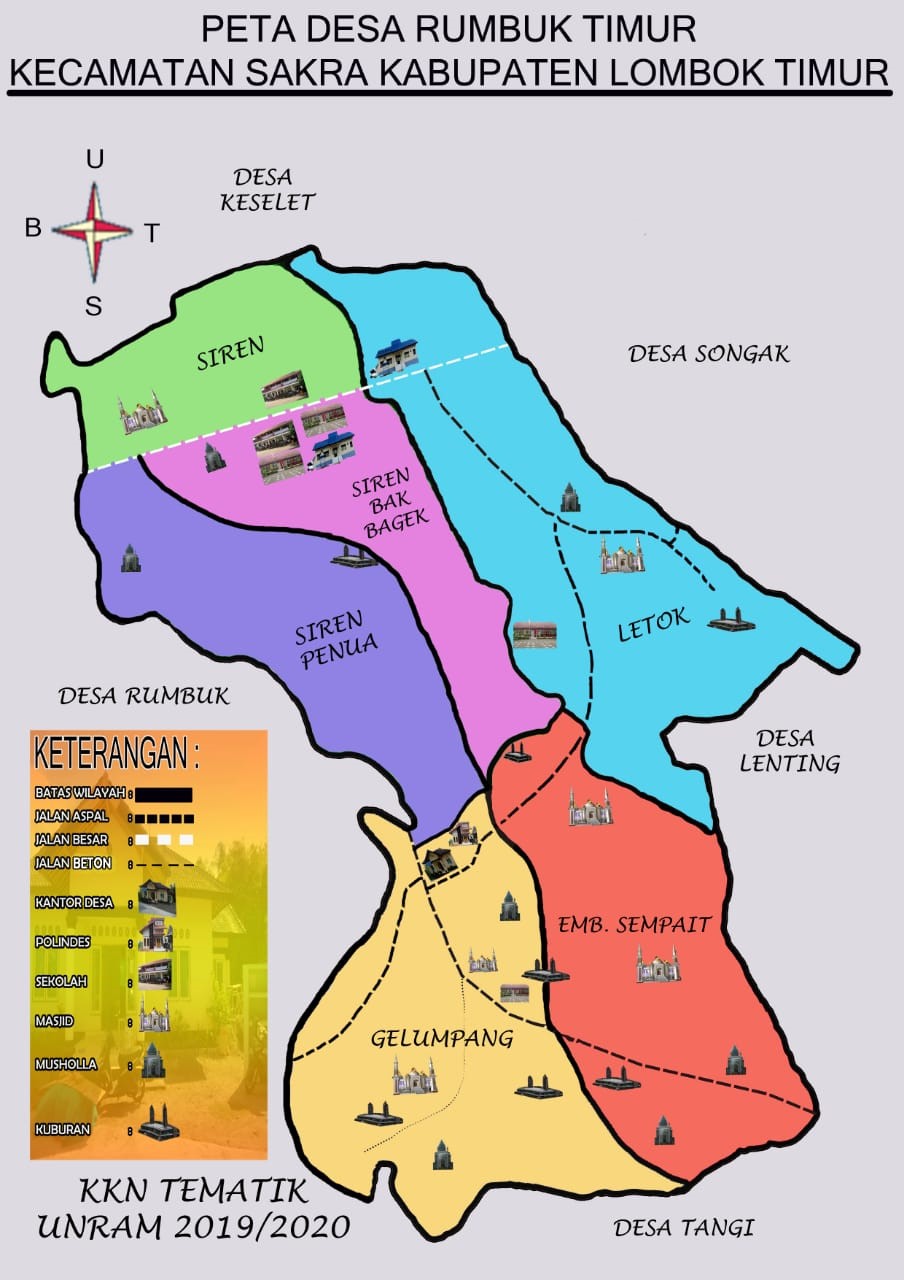 PETA DESA RUMBUK TIMUR
KECAMATAN SAKRA KABUPATEN LOMBOK TIMUR
U
B
T
S
DESA
KESELET
SIREN
DESA SONGAK
SIREN
BAK
BAGEK
SIREN
PENUA
LETOK
DESA RUMBUK
DESA
LENTING
KETERANGAN :
BATAS WILAYAH :
JALAN ASPAL :
JALAN BESAR :
JALAN BETON :
KANTOR DESA :
POLINDES :
SEKOLAH :
MASJID :
MUSHOLLA :
KUBURAN :
EMB. SEMPAIT
GELUMPANG
KKN TEMATIK
UNRAM 2019/2020
DESA TANGI